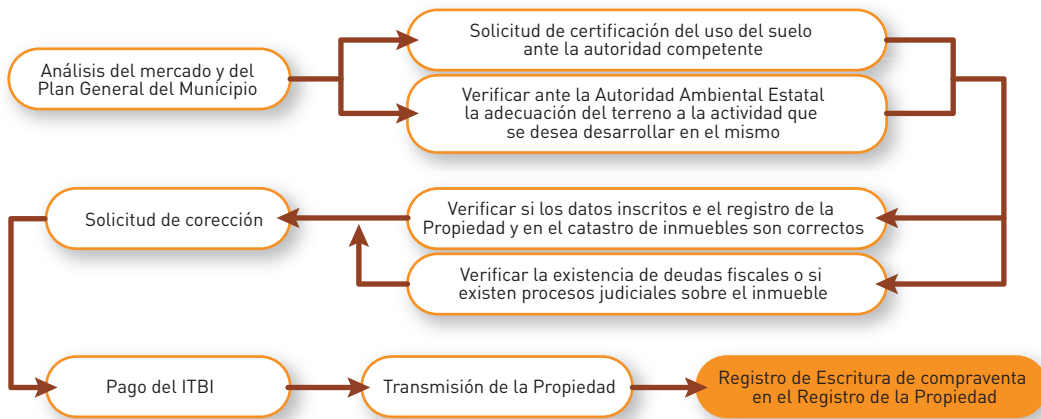 Análisis del mercado y del
Plan General del Municipio
Solicitud de certificación del uso del suelo
ante la autoridad competente
Verificar ante la Autoridad Ambiental Estatal
la adecuación del terreno a la actividad que
se desea desarrollar en el mismo
Solicitud de corección
Verificar si los datos inscritos e el registro de la
Propiedad y en el catastro de inmuebles son correctos
Verificar la existencia de deudas fiscales o si
existen procesos judiciales sobre el inmueble
Pago del ITBI
Transmisión de la Propiedad
Registro de Escritura de compraventa
en el Registro de la Propiedad